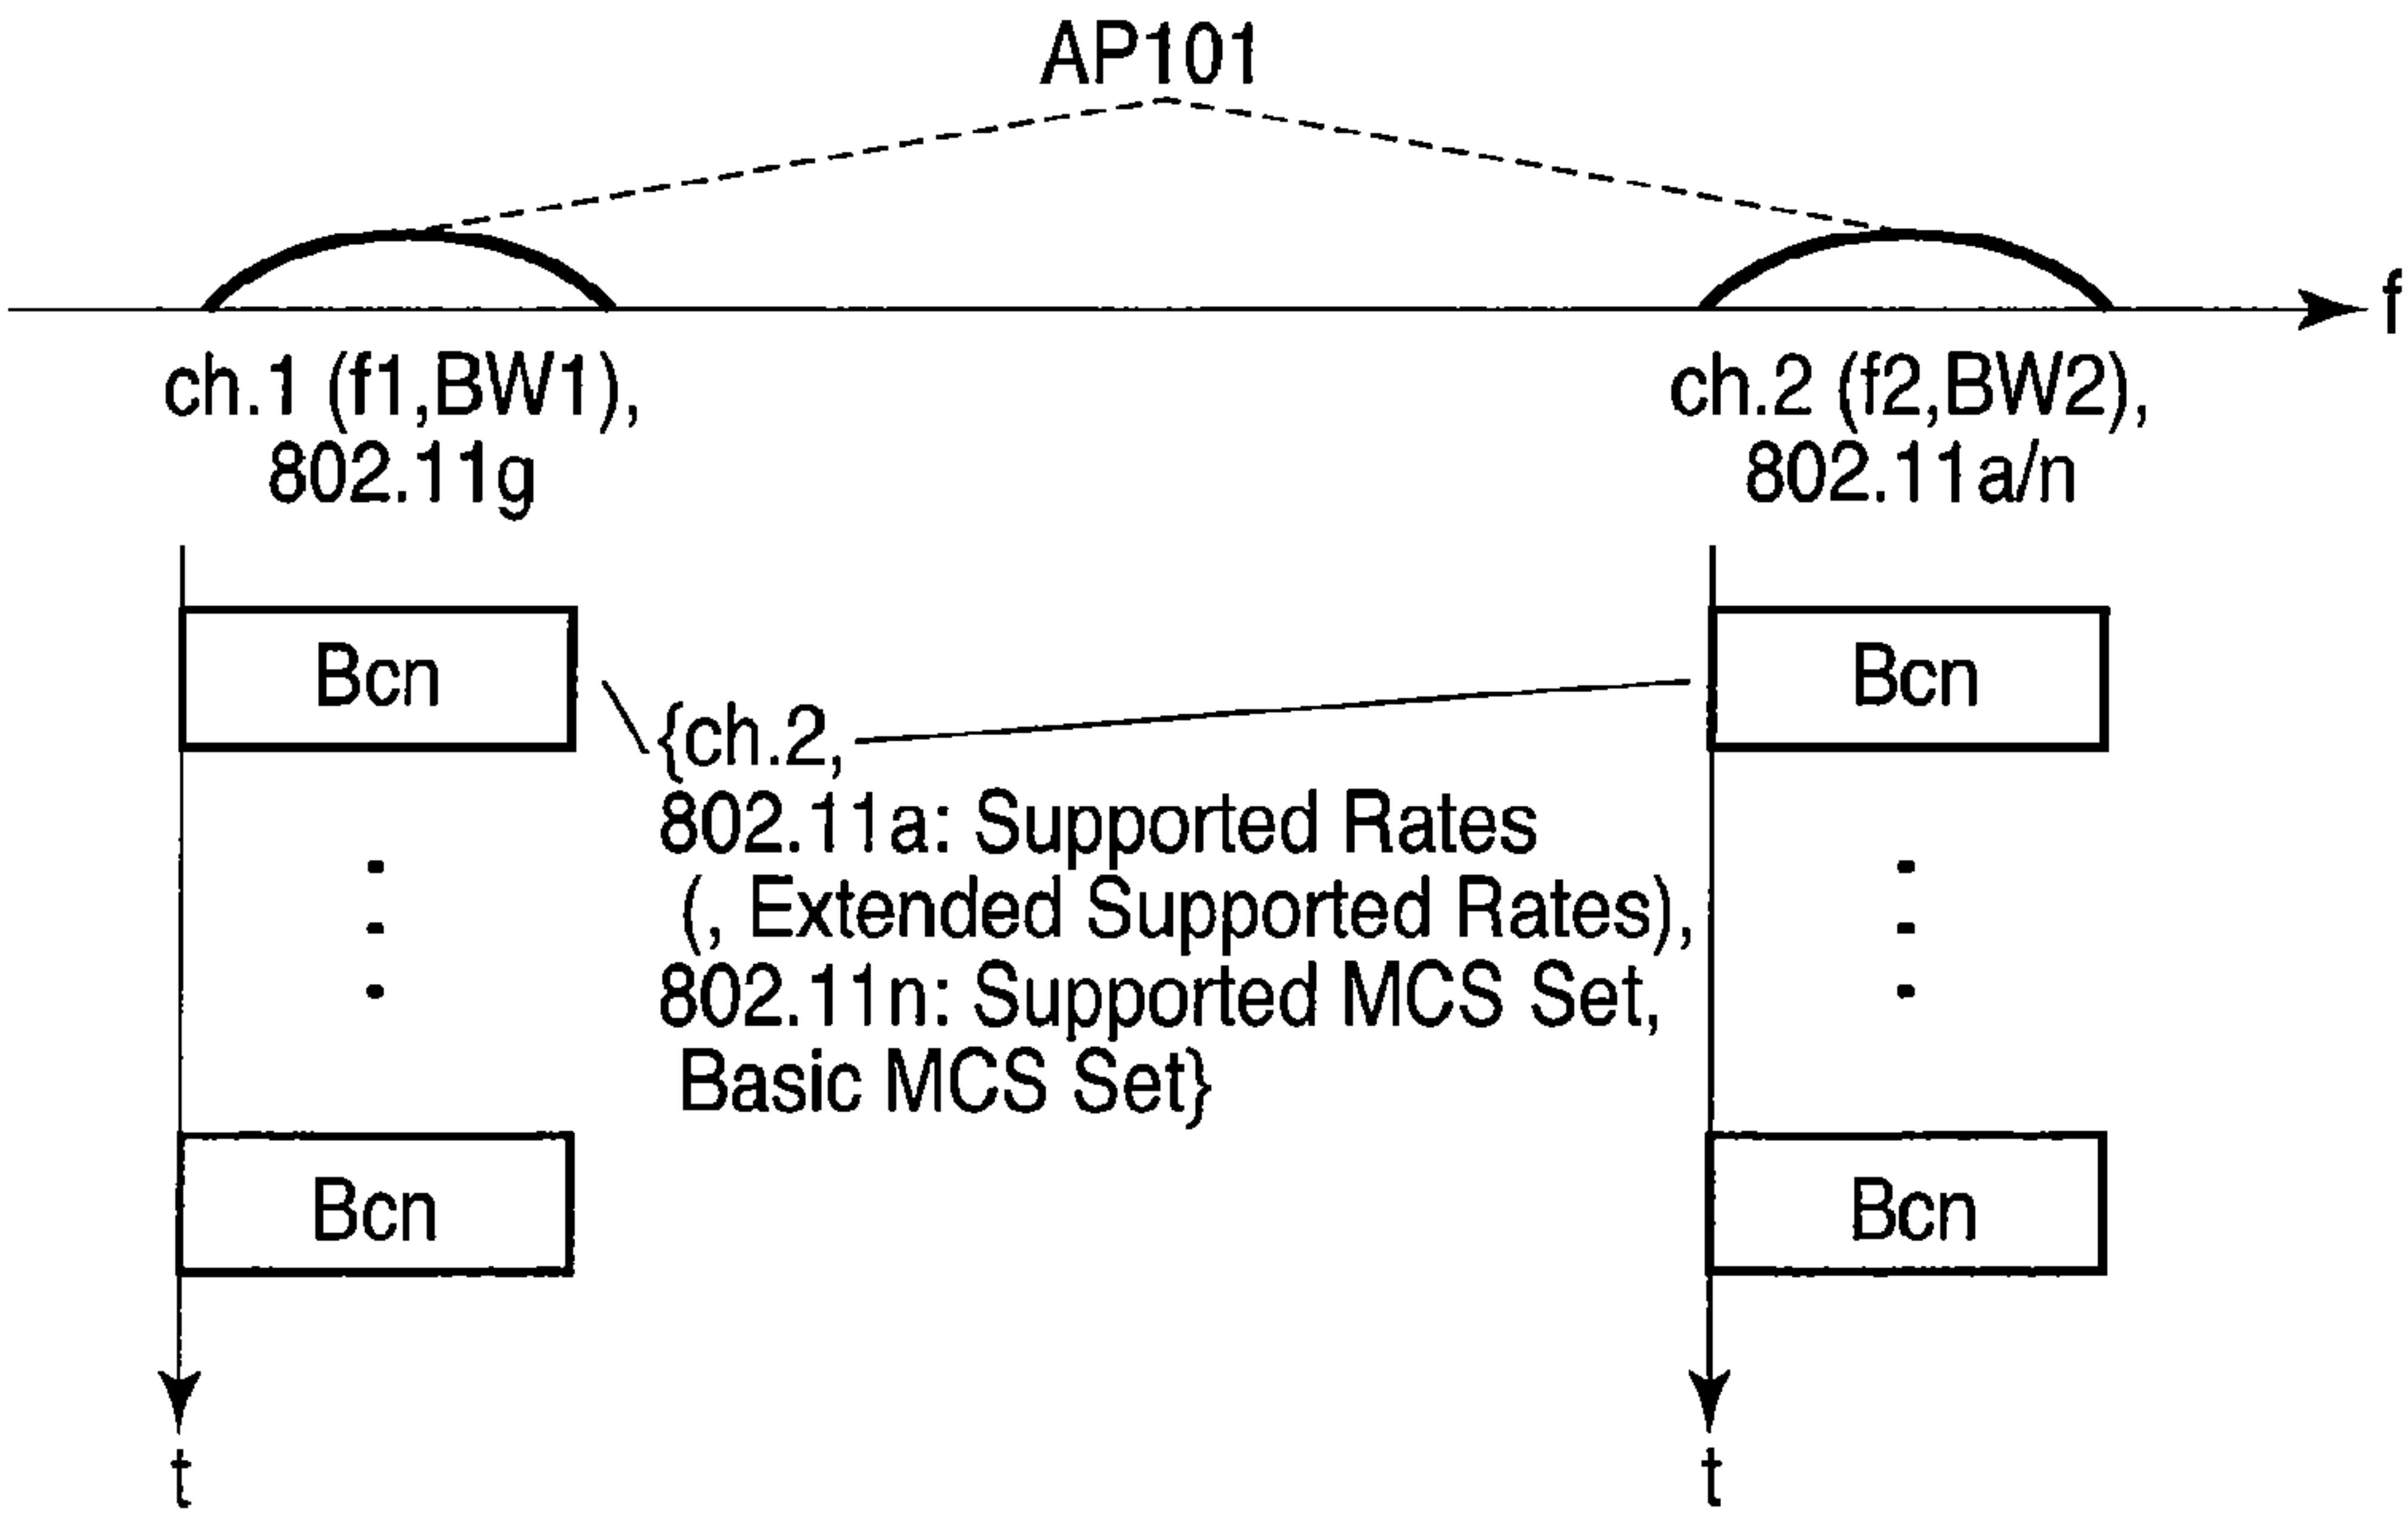 AP101
f
ch.1 (f1,BW1),
802.11g
ch.2 (f2,BW2),
802.11a/n
Bcn
Bcn
{ch.2,
802.11a: Supported Rates
(, Extended Supported Rates),
802.11n: Supported MCS Set,
Basic MCS Set}
Bcn
Bcn
t
t